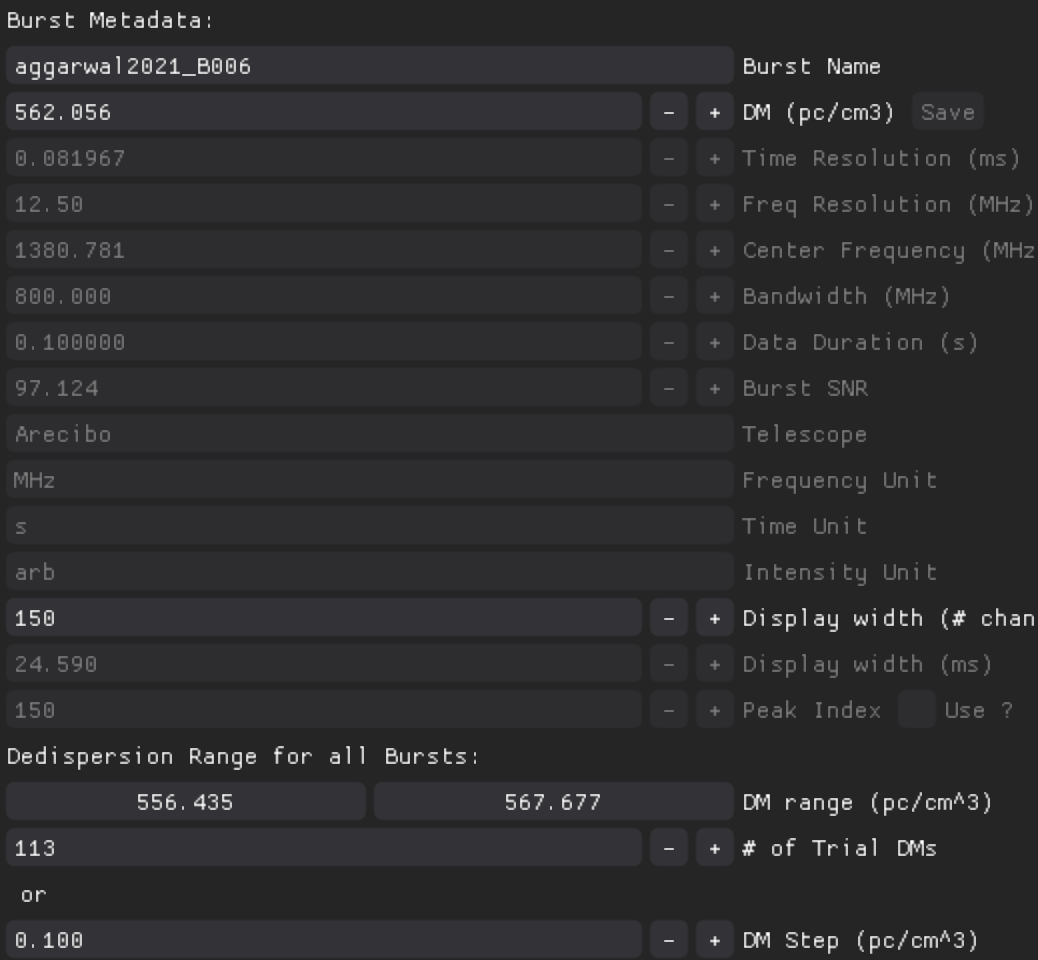 Burst Metadata:
aggarwal2021_B006 Burst Name
562.056 - + DM (pc/cm3) Save
0.081967 - + Time Resolution (ms)
12.50 - + Freq Resolution (MHz)
1380.781 - + Center Frequency (MHz
800.000 - + Bandwidth (MHz)
0.100000 - + Data Duration (s)
97.124 - + Burst SNR
Arecibo Telescope
MHz Frequency Unit
s Time Unit
arb Intensity Unit
150 - + Display width (# chan
24.590 - + Display width (ms)
150 - + Peak Index Use ?
Dedispersion Range for all Bursts:
556.435 567.677 DM range (pc/cm^3)
113 - + # of Trial DMs
or
0.100 - + DM Step (pc/cm^3)